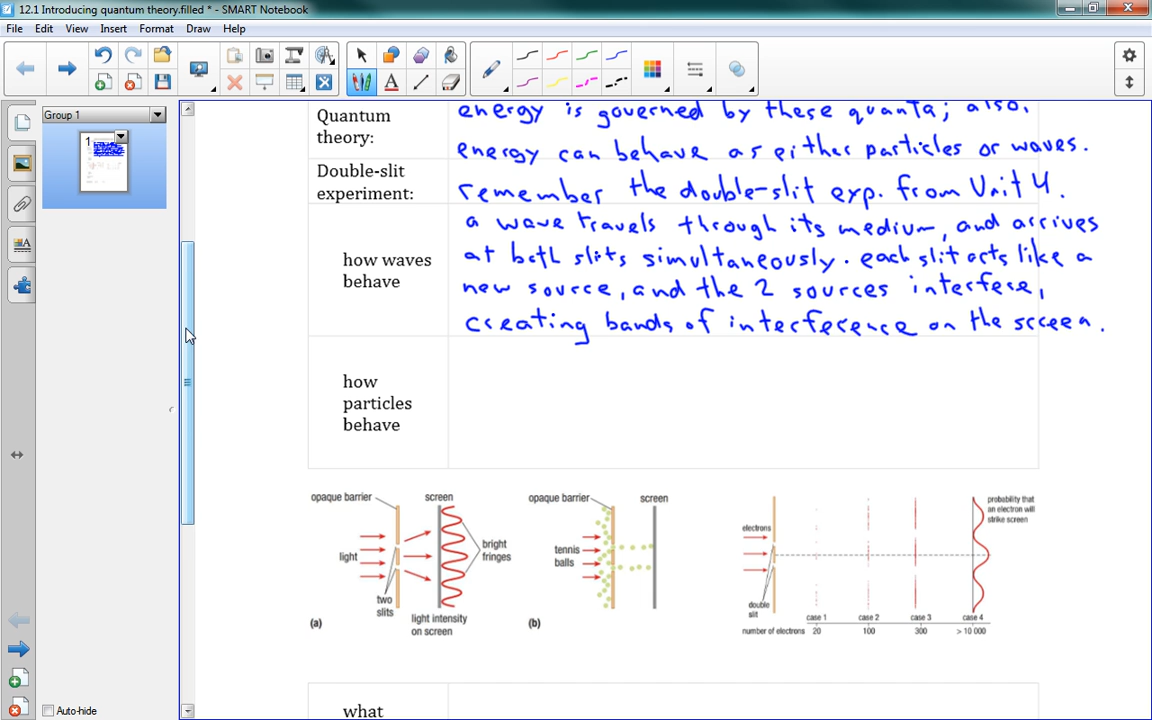 12.1 Introducing quantum theory.filled * - SMART Notebook
File Edit View Insert Format Draw Help
Group 1
1
Quantum theory:
energy is governed by these quanta; also,
energy can behave as either particles or waves.
Double-slit experiment:
remember the double-slit exp. from Unit 4.
how waves behave
a wave travels through its medium, and arrives
at both slits simultaneously. each slit acts like a
new source, and the 2 sources interfere,
creating bands of interference on the screen.
how
particles
behave
opaque barrier
screen
light
bright
fringes
two
slits
light intensity
on screen
(a)
opaque barrier
screen
tennis
balls
(b)
electrons
probability that
an electron will
strike screen
double
slit
case 1 case 2 case 3 case 4
number of electrons 20 100 300 > 10 000
what
Auto-hide